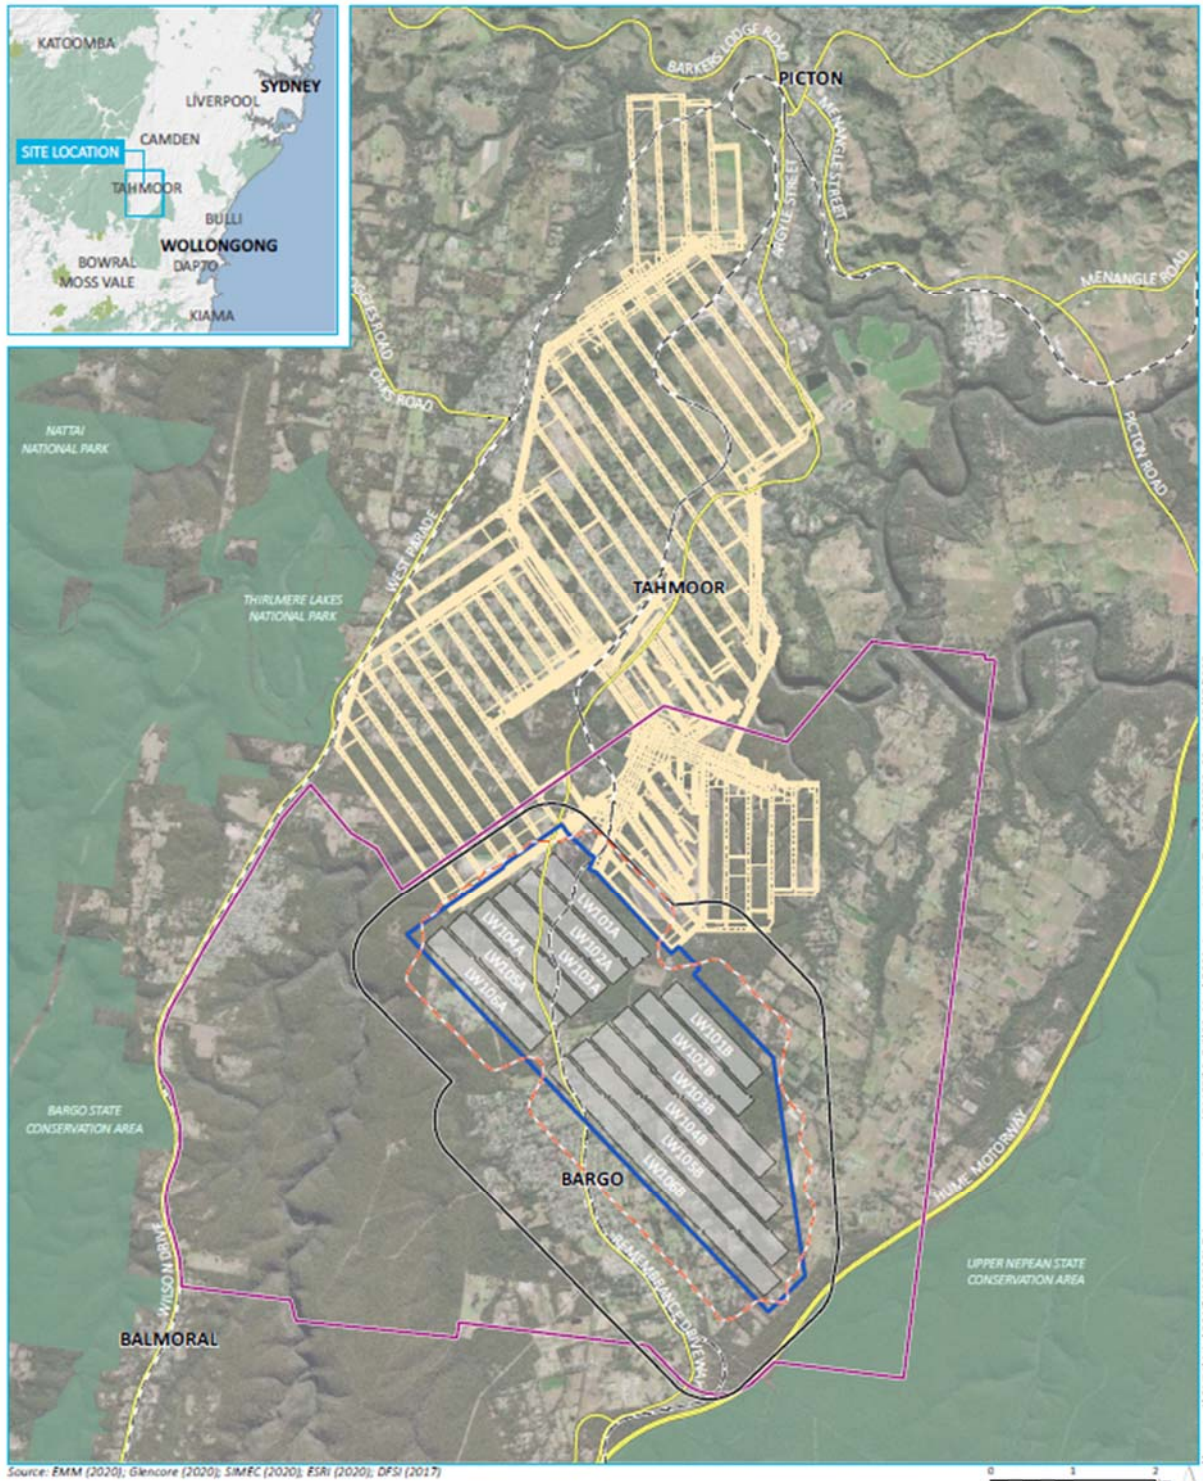 KATOOMBA
SYDNEY
LIVERPOOL
CAMDEN
SITE LOCATION
TAHMOOR
BULLI
WOLLONGONG
BOWRAL
DAPTO
MOSS VALE
KIAMA
BARKERS LODGE ROAD
PICTON
MENANGLE STREET
ARGYLE STREET
MENANGLE ROAD
ROAD
OAKS ROAD
PICTON ROAD
NATTAI
NATIONAL PARK
WEST PARADE
TAHMOOR
THIRLMERE LAKES
NATIONAL PARK
LW101A
LW102A
LW103A
LW104A
LW105A
LW106A
LW101B
LW102B
LW103B
LW104B
LW105B
LW106B
BARGO STATE
CONSERVATION AREA
BARGO
HUME MOTORWAY
WILSON DRIVE
REMEMBRANCE DRIVEWAY
UPPER NEPEAN STATE
CONSERVATION AREA
BALMORAL
Source: EMM (2020); Glencore (2020); SIMEC (2020); ESRI (2020); DFSI (2017)
0 1 2